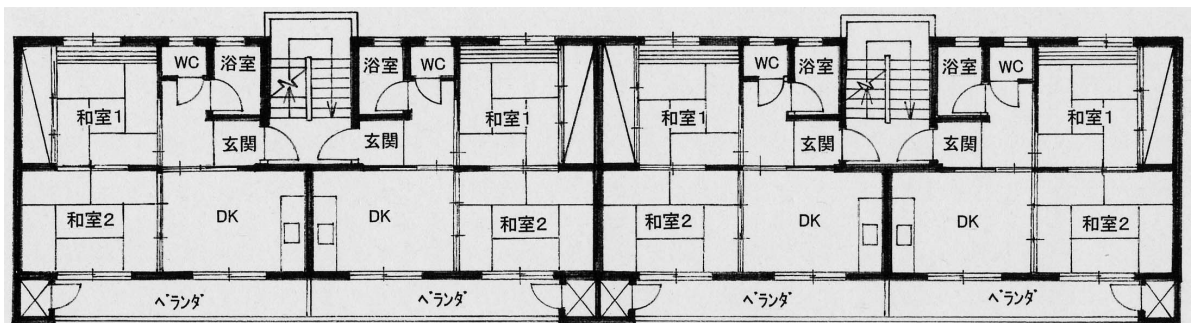 WC 浴室 浴室 WC WC 浴室 浴室 WC
和室1 和室1 和室1 和室1
玄関 玄関 玄関 玄関
和室2 DK DK 和室2 和室2 DK DK 和室2
ベランダ ベランダ ベランダ ベランダ